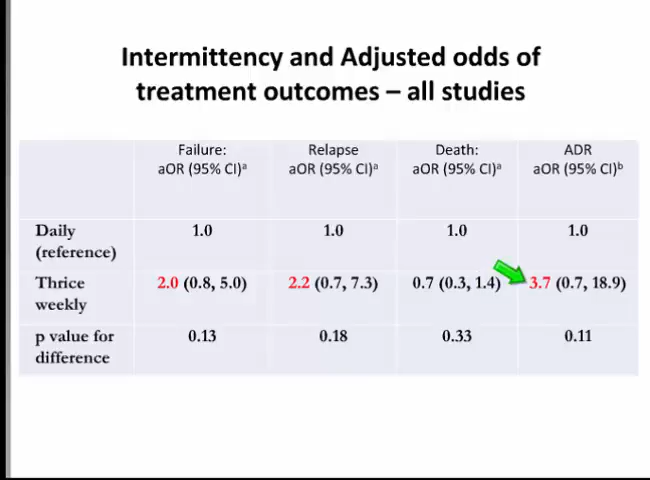 Intermittency and Adjusted odds of
treatment outcomes – all studies
Failure: Relapse Death: ADR
aOR (95% CI)ᵃ aOR (95% CI)ᵃ aOR (95% CI)ᵃ aOR (95% CI)ᵇ
Daily 1.0 1.0 1.0 1.0
(reference)
Thrice 2.0 (0.8, 5.0) 2.2 (0.7, 7.3) 0.7 (0.3, 1.4) 3.7 (0.7, 18.9)
weekly
p value for 0.13 0.18 0.33 0.11
difference